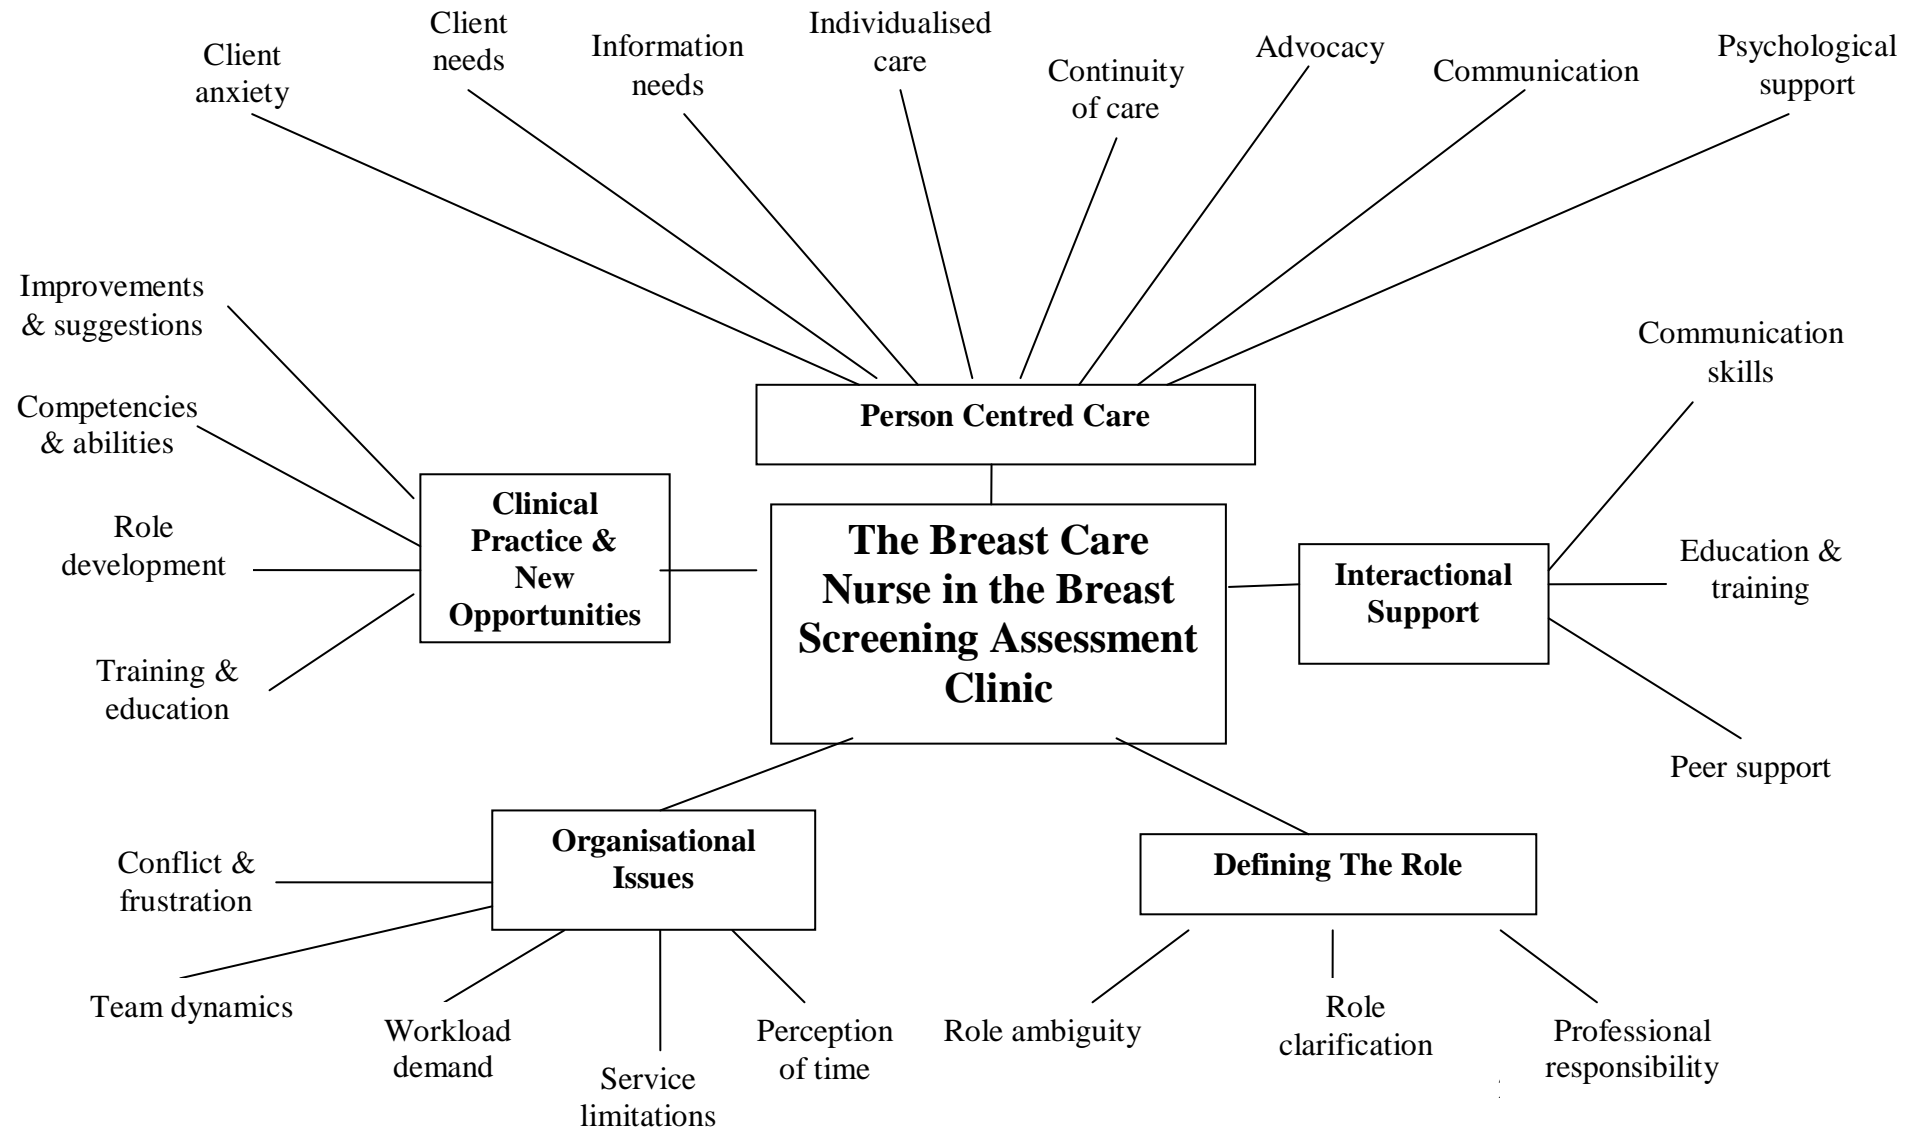 Client
anxiety
Client
needs
Information
needs
Individualised
care
Continuity
of care
Advocacy
Communication
Psychological
support
Improvements
& suggestions
Competencies
& abilities
Role
development
Training &
education
Person Centred Care
Clinical
Practice &
New
Opportunities
The Breast Care
Nurse in the Breast
Screening Assessment
Clinic
Interactional
Support
Communication
skills
Education &
training
Peer support
Organisational
Issues
Defining The Role
Conflict &
frustration
Team dynamics
Workload
demand
Service
limitations
Perception
of time
Role ambiguity
Role
clarification
Professional
responsibility